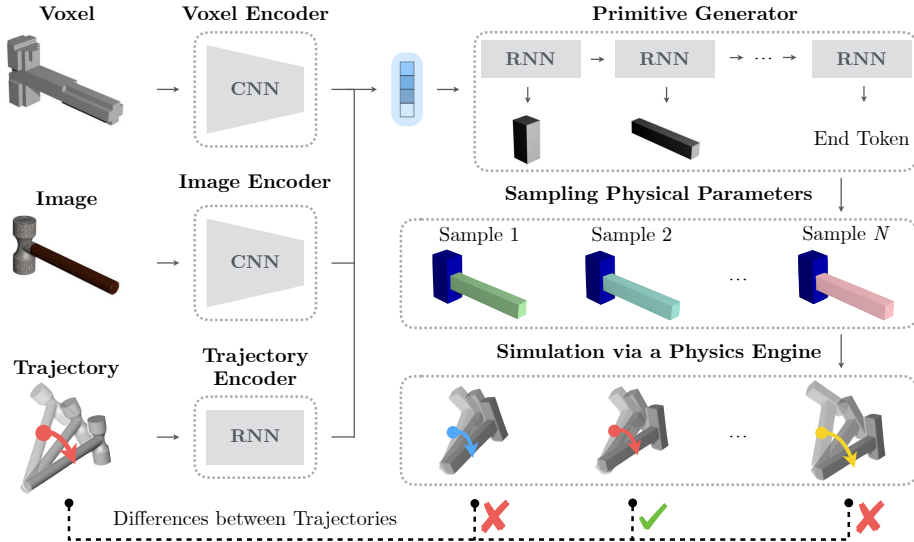 Voxel
Voxel Encoder
CNN
Primitive Generator
RNN
RNN
...
RNN
End Token
Image
Image Encoder
CNN
Sampling Physical Parameters
Sample 1
Sample 2
Sample N
...
Trajectory
Trajectory
Encoder
RNN
Simulation via a Physics Engine
...
Differences between Trajectories